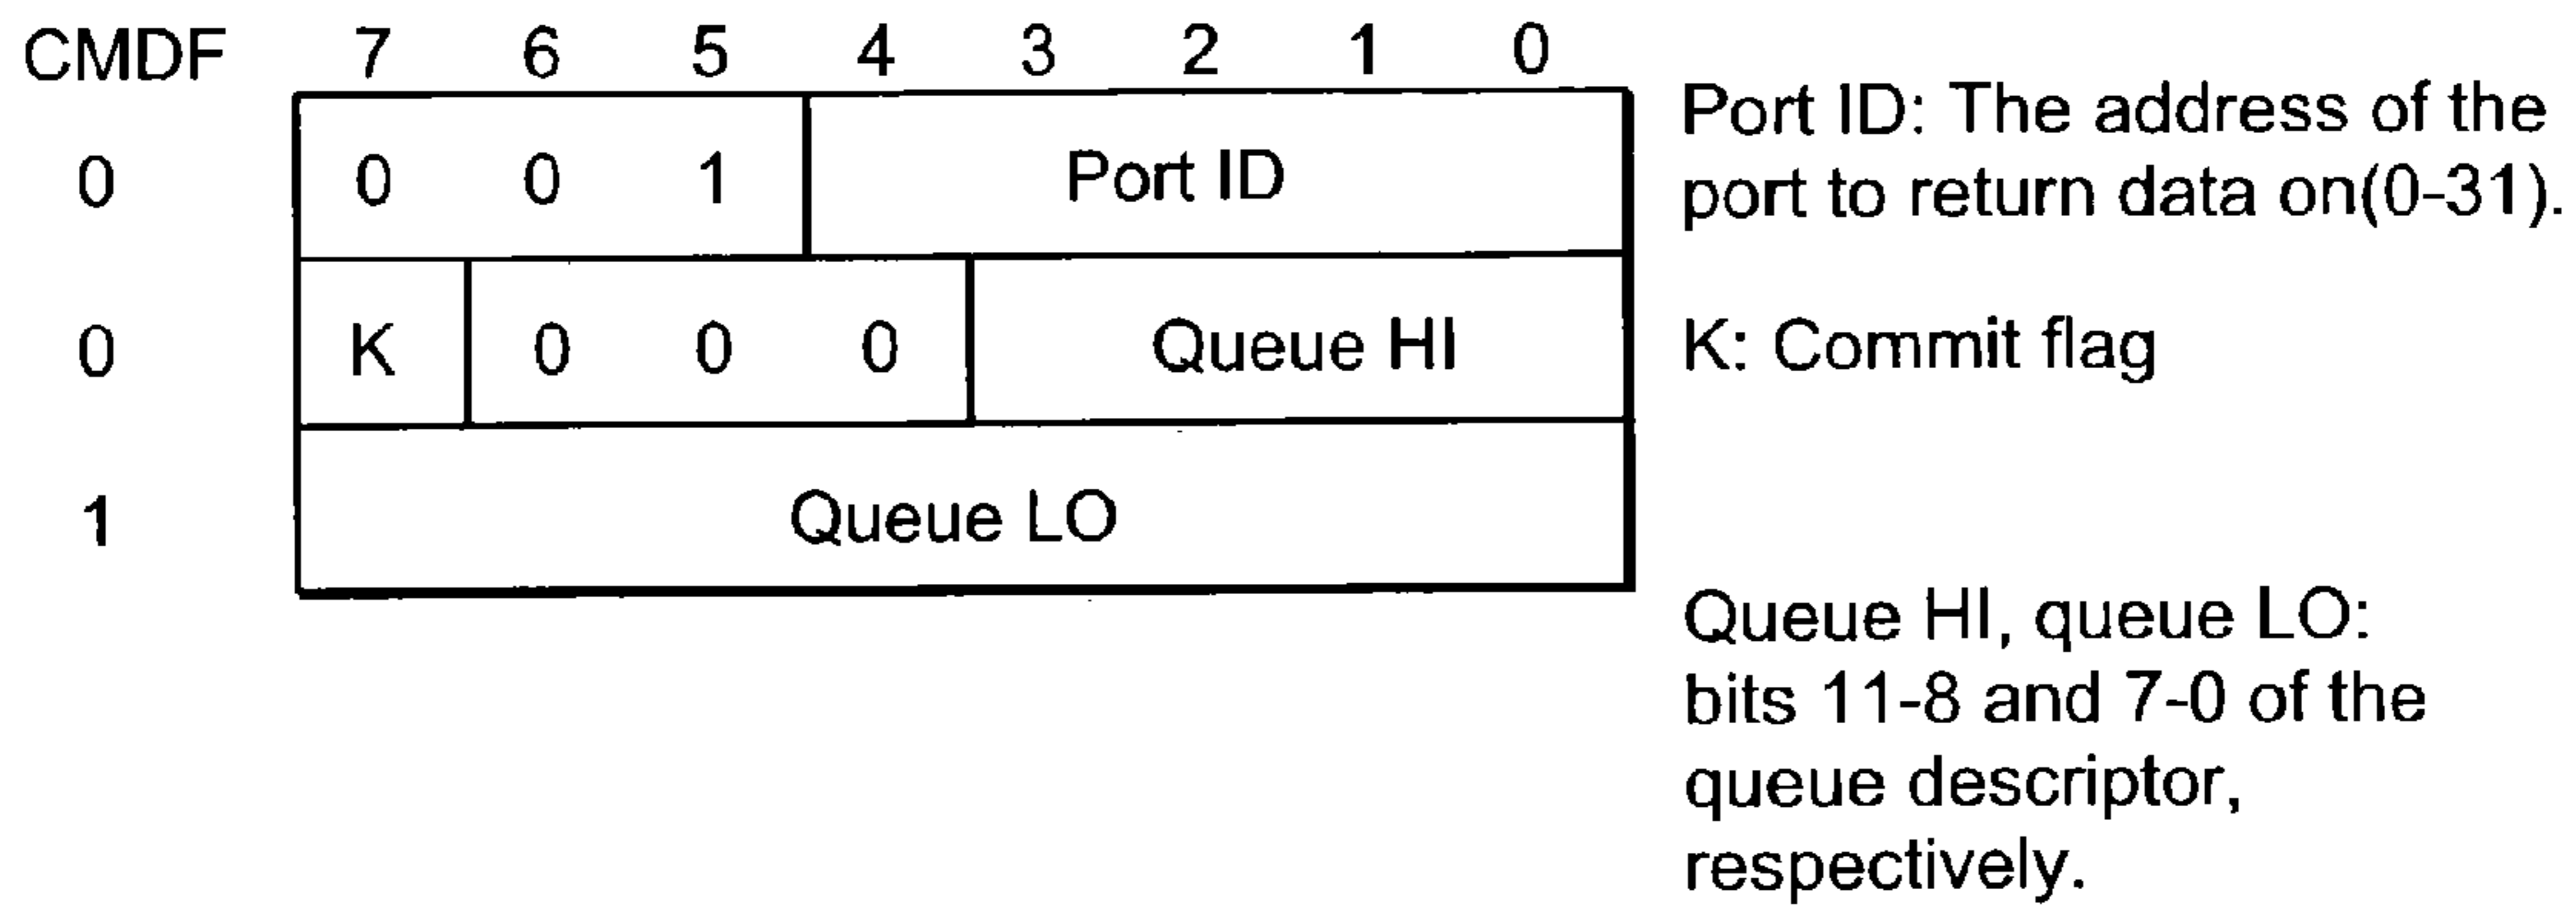 CMDF 7 6 5 4 3 2 1 0
0 0 0 1 Port ID
Port ID: The address of the
port to return data on(0-31).
0 K 0 0 0 Queue HI
K: Commit flag
1 Queue LO
Queue HI, queue LO:
bits 11-8 and 7-0 of the
queue descriptor,
respectively.